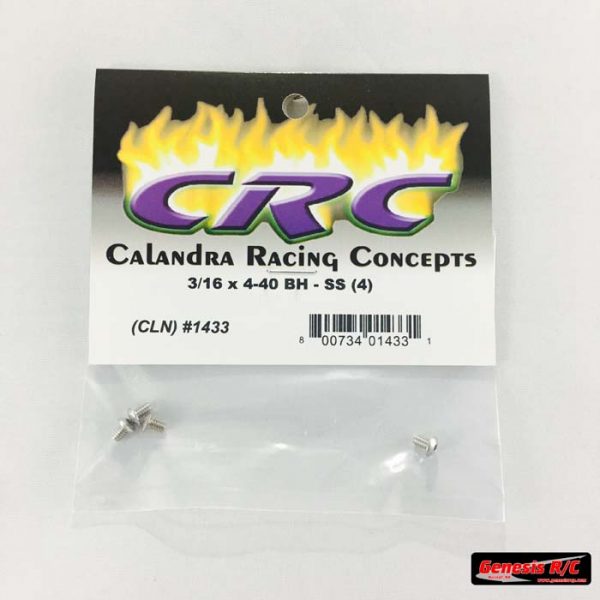 CRC
Calandra Racing Concepts
3/16 x 4-40 BH - SS (4)
(CLN) #1433
8 00734 01433 1
Genesis R/C